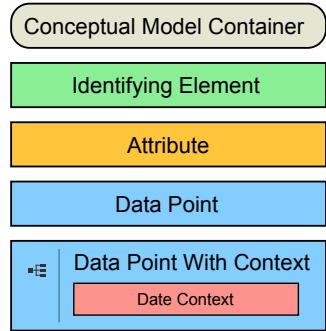 Conceptual Model Container
Identifying Element
Attribute
Data Point
Data Point With Context
Date Context